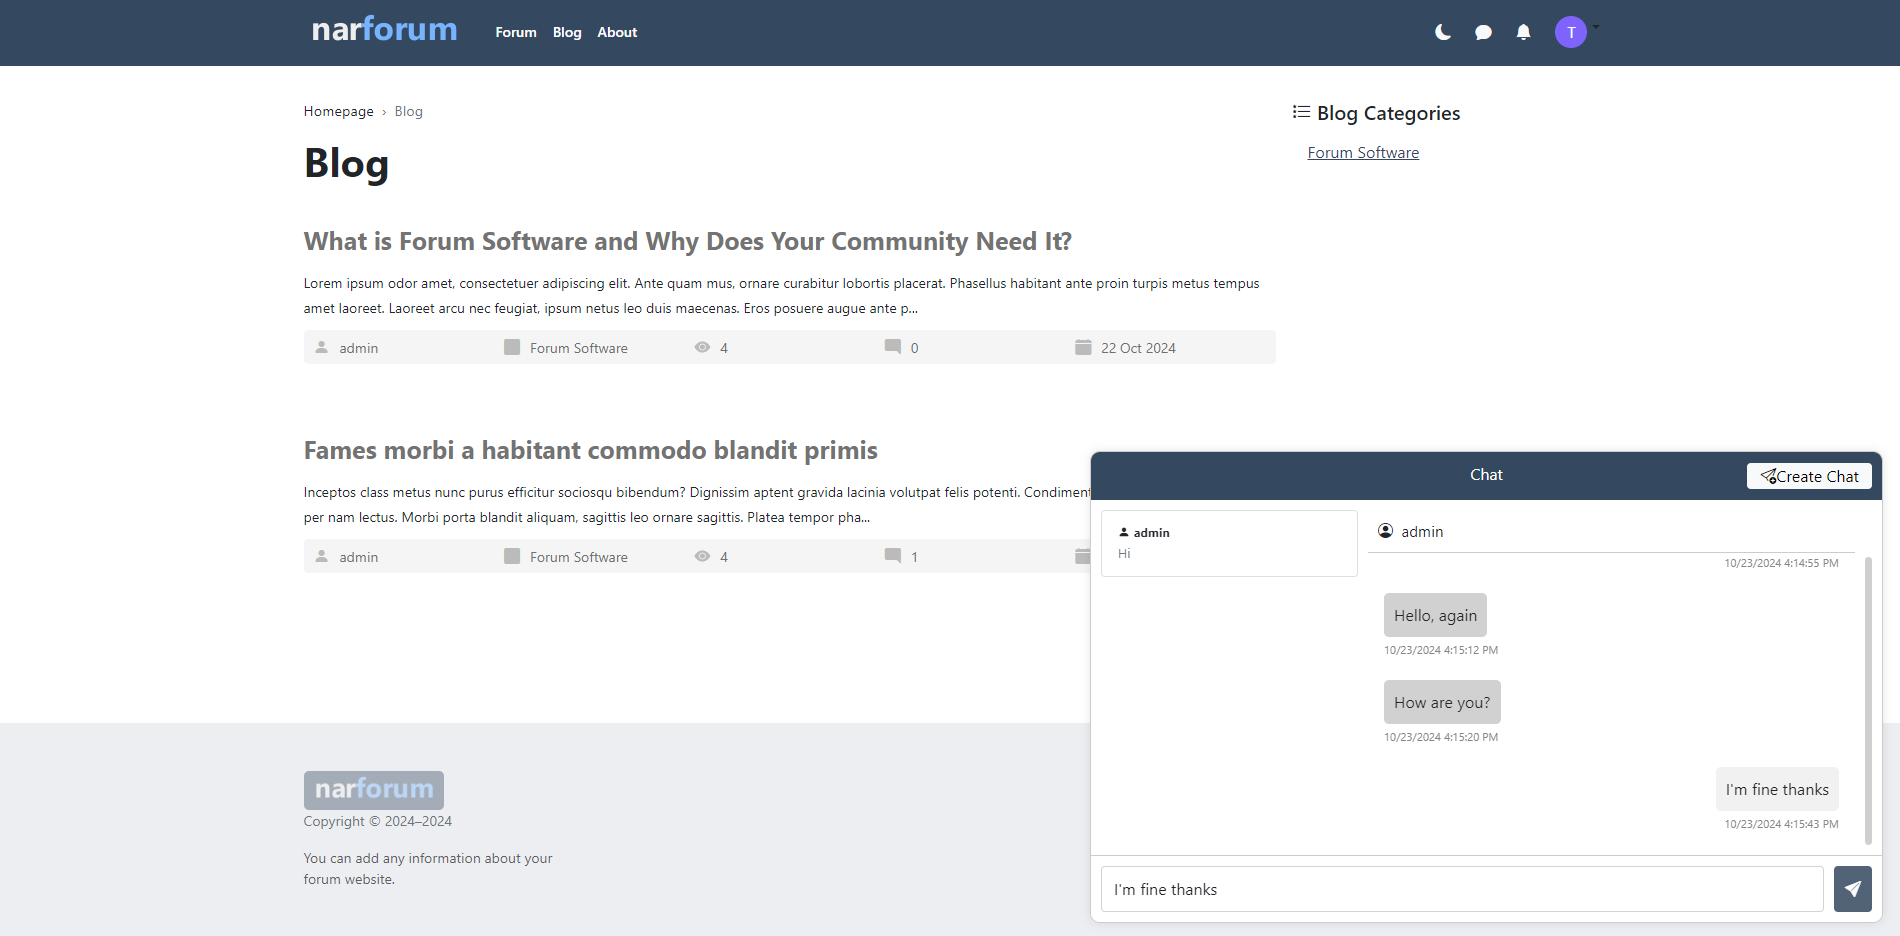 narforum
Forum Blog About
T
Homepage › Blog
Blog
What is Forum Software and Why Does Your Community Need It?
Lorem ipsum odor amet, consectetuer adipiscing elit. Ante quam mus, ornare curabitur lobortis placerat. Phasellus habitant ante proin turpis metus tempus
amet laoreet. Laoreet arcu nec feugiat, ipsum netus leo duis maecenas. Eros posuere augue ante p...
admin Forum Software 4 0 22 Oct 2024
Fames morbi a habitant commodo blandit primis
Inceptos class metus nunc purus efficitur sociosqu bibendum? Dignissim aptent gravida lacinia volutpat felis potenti.
per nam lectus. Morbi porta blandit aliquam, sagittis leo ornare sagittis. Platea tempor pha...
admin Forum Software 4 1
Blog Categories
Forum Software
Chat
Create Chat
admin
Hi
admin
10/23/2024 4:14:55 PM
Hello, again
10/23/2024 4:15:12 PM
How are you?
10/23/2024 4:15:20 PM
I'm fine thanks
10/23/2024 4:15:43 PM
I'm fine thanks
narforum
Copyright © 2024–2024
You can add any information about your
forum website.